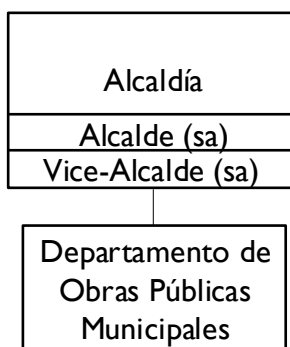 Alcaldía
Alcalde (sa)
Vice-Alcalde (sa)
Departamento de
Obras Públicas
Municipales